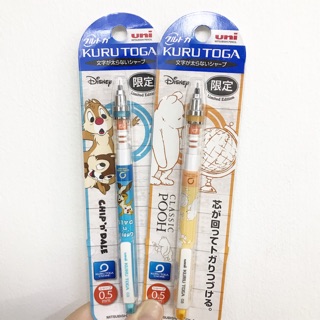 クルトガ
uni
KURUTOGA
文字が太らないシャープ
Disney
限定
Limited Edition
CHIP 'n' DALE
0.5
クルトガ
uni
KURUTOGA
文字が太らないシャープ
Disney
限定
Limited Edition
CLASSIC
POOH
KURU TOGA
芯が回ってトガりつづける。
0.5